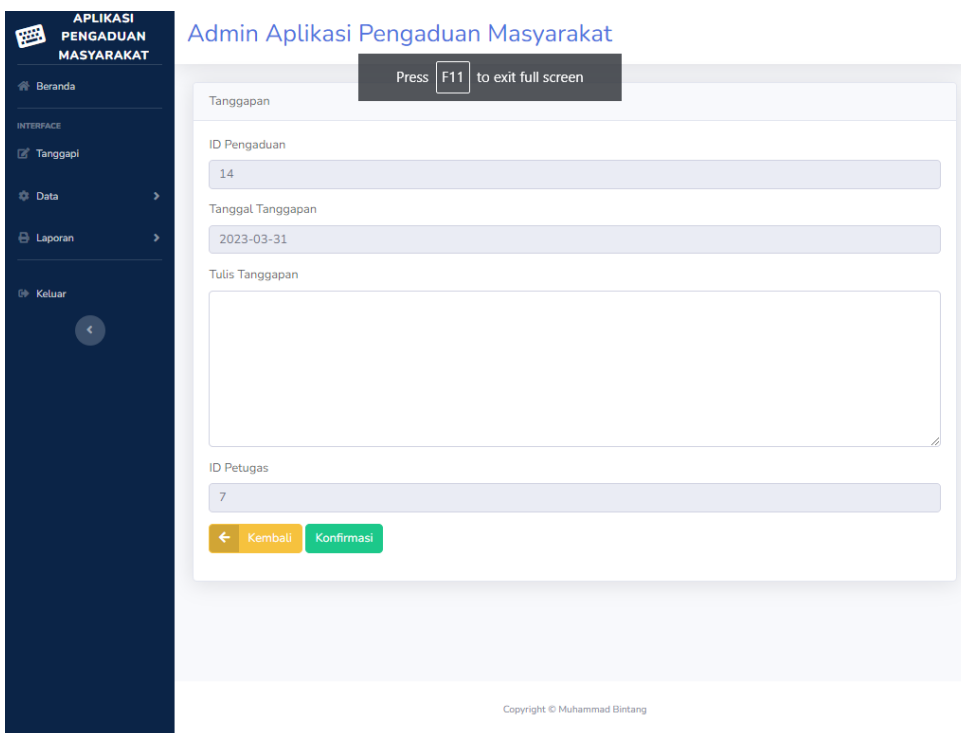 APLIKASI
PENGADUAN
MASYARAKAT
Beranda
INTERFACE
Tanggapi
Data
Laporan
Keluar
Admin Aplikasi Pengaduan Masyarakat
Press F11 to exit full screen
Tanggapan
ID Pengaduan
14
Tanggal Tanggapan
2023-03-31
Tulis Tanggapan
ID Petugas
7
Kembali Konfirmasi
Copyright © Muhammad Bintang